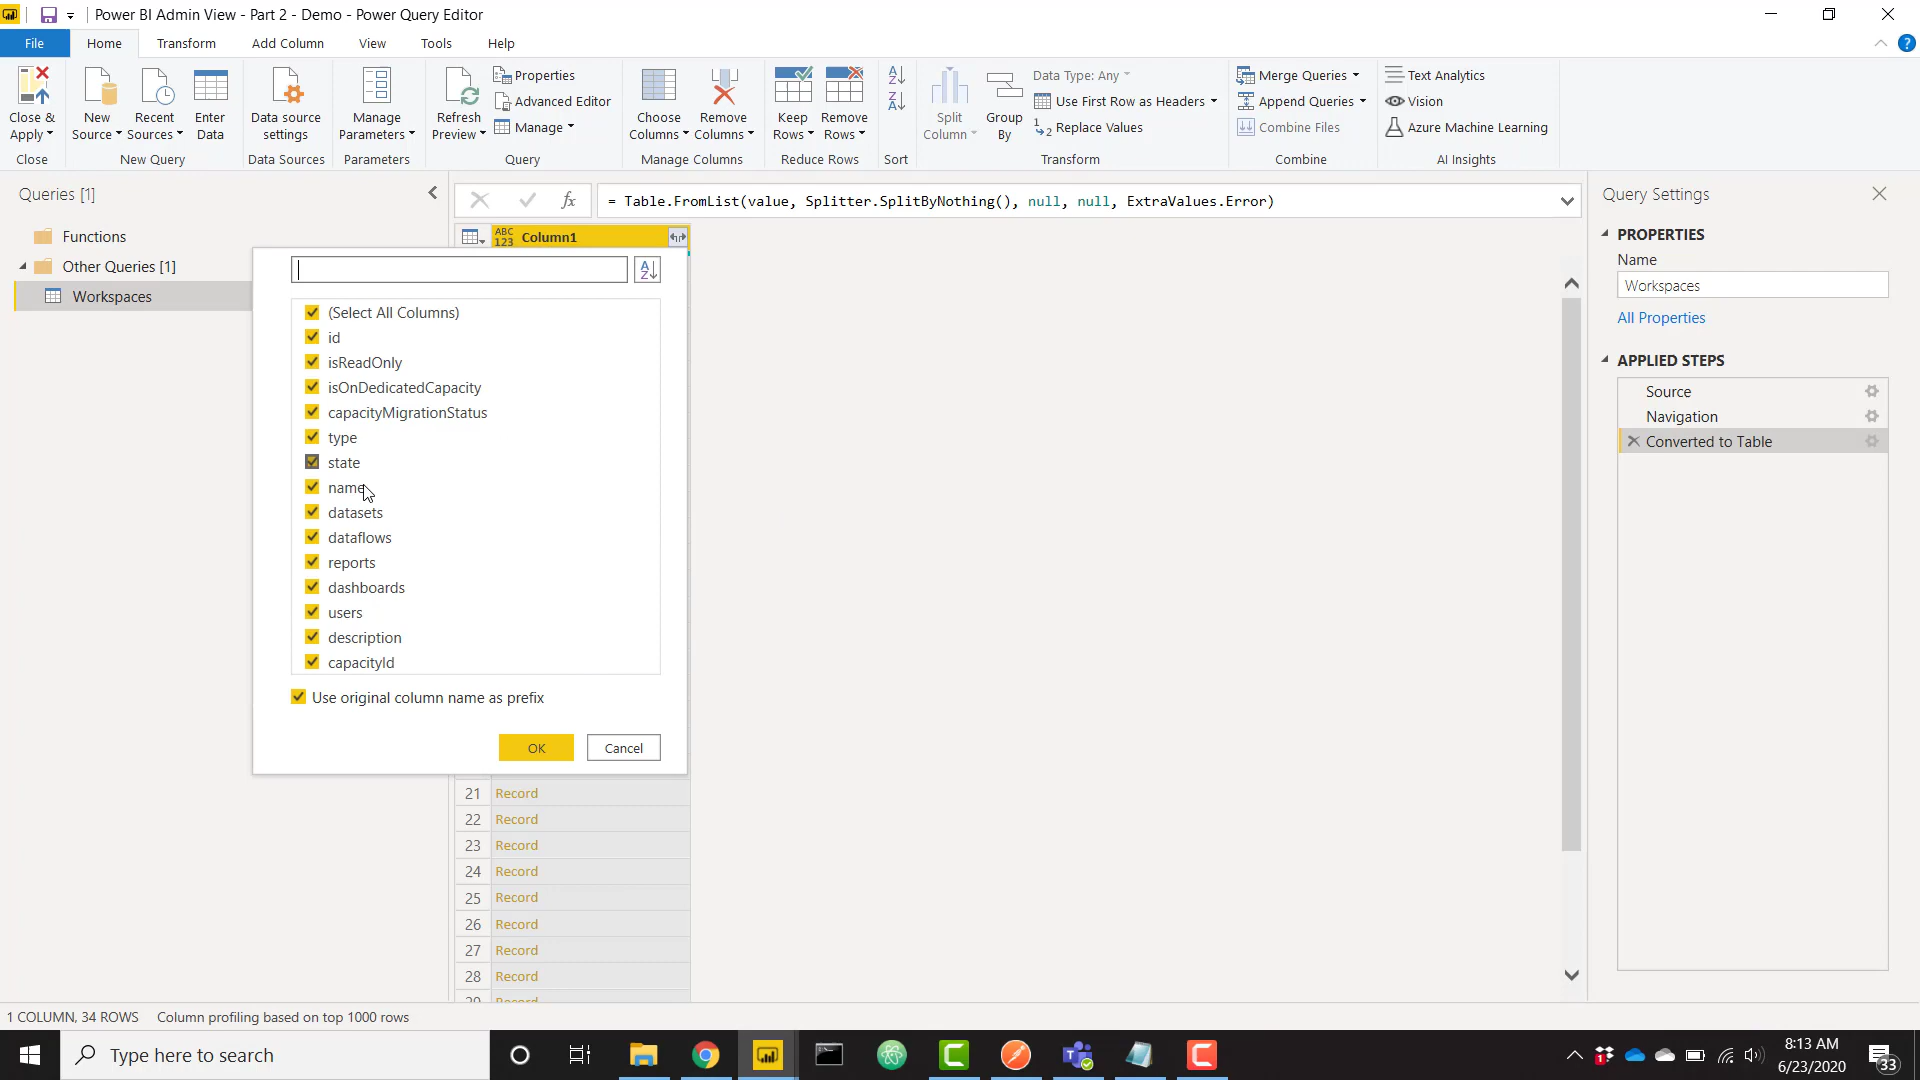 Power BI Admin View - Part 2 - Demo - Power Query Editor
File
Home
Transform
Add Column
View
Tools
Help
Close & Apply
New Source
Recent Sources
Enter Data
Data source settings
Manage Parameters
Refresh Preview
Properties
Advanced Editor
Manage
Choose Columns
Remove Columns
Keep Rows
Remove Rows
Split Column
Group By
Data Type: Any
Use First Row as Headers
Replace Values
Merge Queries
Append Queries
Combine Files
Text Analytics
Vision
Azure Machine Learning
Close
New Query
Data Sources
Parameters
Query
Manage Columns
Reduce Rows
Sort
Transform
Combine
AI Insights
Queries [1]
Functions
Other Queries [1]
Workspaces
= Table.FromList(value, Splitter.SplitByNothing(), null, null, ExtraValues.Error)
ABC
123
Column1
(Select All Columns)
id
isReadOnly
isOnDedicatedCapacity
capacityMigrationStatus
type
state
name
datasets
dataflows
reports
dashboards
users
description
capacityId
Use original column name as prefix
OK
Cancel
21 Record
22 Record
23 Record
24 Record
25 Record
26 Record
27 Record
28 Record
29 Record
Query Settings
PROPERTIES
Name
Workspaces
All Properties
APPLIED STEPS
Source
Navigation
Converted to Table
1 COLUMN, 34 ROWS
Column profiling based on top 1000 rows
Type here to search
8:13 AM
6/23/2020
33